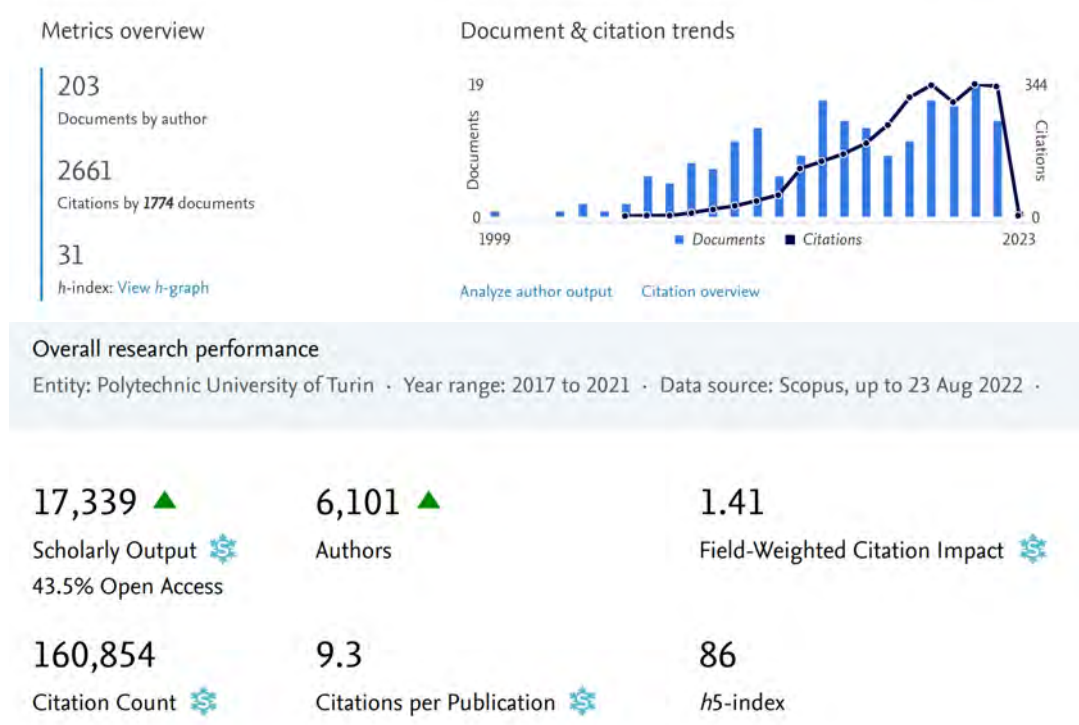 Metrics overview
203
Documents by author
2661
Citations by 1774 documents
31
h-index: View h-graph
Document & citation trends
19
344
Documents
Citations
0
0
1999
2023
Documents
Citations
Analyze author output
Citation overview
Overall research performance
Entity: Polytechnic University of Turin · Year range: 2017 to 2021 · Data source: Scopus, up to 23 Aug 2022 ·
17,339
Scholarly Output S
43.5% Open Access
6,101
Authors
1.41
Field-Weighted Citation Impact S
160,854
Citation Count S
9.3
Citations per Publication S
86
h5-index